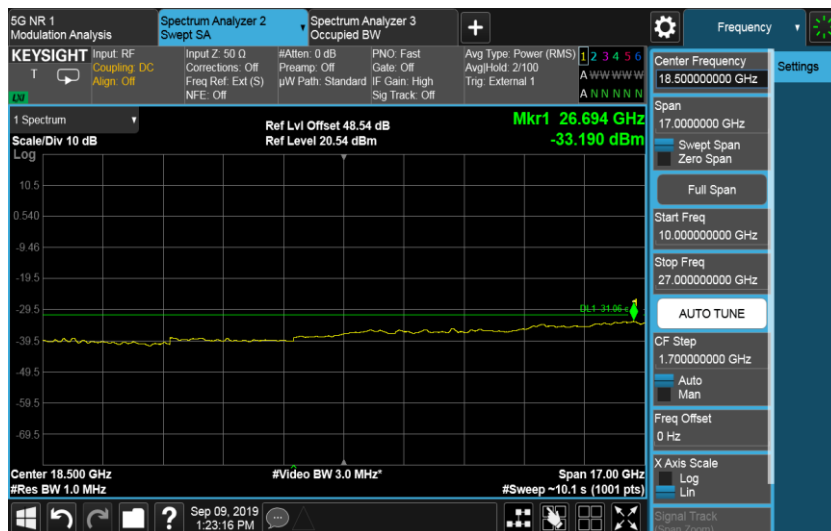 5G NR 1
Modulation Analysis
Spectrum Analyzer 2
Swept SA
Spectrum Analyzer 3
Occupied BW
Frequency
KEYSIGHT
T
LXI
Input: RF
Coupling: DC
Align: Off
Input Z: 50 Ω
Corrections: Off
Freq Ref: Ext (S)
NFE: Off
#Atten: 0 dB
Preamp: Off
µW Path: Standard
PNO: Fast
Gate: Off
IF Gain: High
Sig Track: Off
Avg Type: Power (RMS)
Avg|Hold: 2/100
Trig: External 1
1 2 3 4 5 6
A W W W W W
A N N N N N
1 Spectrum
Scale/Div 10 dB
Log
Ref Lvl Offset 48.54 dB
Ref Level 20.54 dBm
Mkr1 26.694 GHz
-33.190 dBm
10.5
0.540
-9.46
-19.5
-29.5
-39.5
-49.5
-59.5
-69.5
Center 18.500 GHz
#Res BW 1.0 MHz
#Video BW 3.0 MHz*
Span 17.00 GHz
#Sweep ~10.1 s (1001 pts)
Sep 09, 2019
1:23:16 PM
Center Frequency
18.500000000 GHz
Span
17.0000000 GHz
Swept Span
Zero Span
Full Span
Start Freq
10.000000000 GHz
Stop Freq
27.000000000 GHz
AUTO TUNE
CF Step
1.700000000 GHz
Auto
Man
Freq Offset
0 Hz
X Axis Scale
Log
Lin
Signal Track
(Span Zoom)
Settings